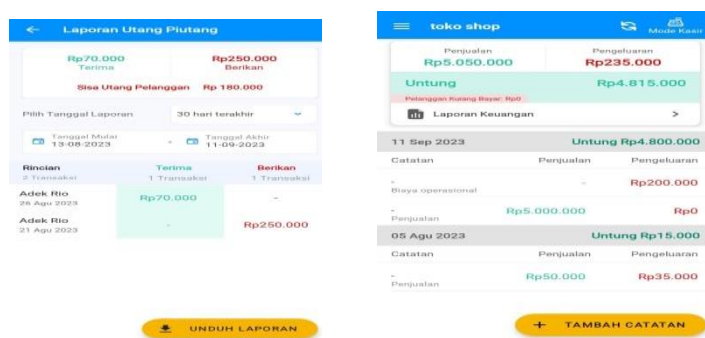 Laporan Utang Piutang
Rp70.000 Rp250.000
Terima Berikan
Sisa Utang Pelanggan Rp 180.000
Pilih Tanggal Laporan 30 hari terakhir
Tanggal Mulai Tanggal Akhir
13-08-2023 - 11-09-2023
Rincian Terima Berikan
2 Transaksi 1 Transaksi 1 Transaksi
Adek Rio Rp70.000 -
26 Agu 2023
Adek Rio - Rp250.000
21 Agu 2023
UNDUH LAPORAN
toko shop Mode Kasir
Penjualan Pengeluaran
Rp5.050.000 Rp235.000
Untung Rp4.815.000
Pelanggan Kurang Bayar: Rp0
Laporan Keuangan >
11 Sep 2023 Untung Rp4.800.000
Catatan Penjualan Pengeluaran
- - Rp200.000
Biaya operasional
- Rp5.000.000 Rp0
Penjualan
05 Agu 2023 Untung Rp15.000
Catatan Penjualan Pengeluaran
- Rp50.000 Rp35.000
Penjualan
+ TAMBAH CATATAN